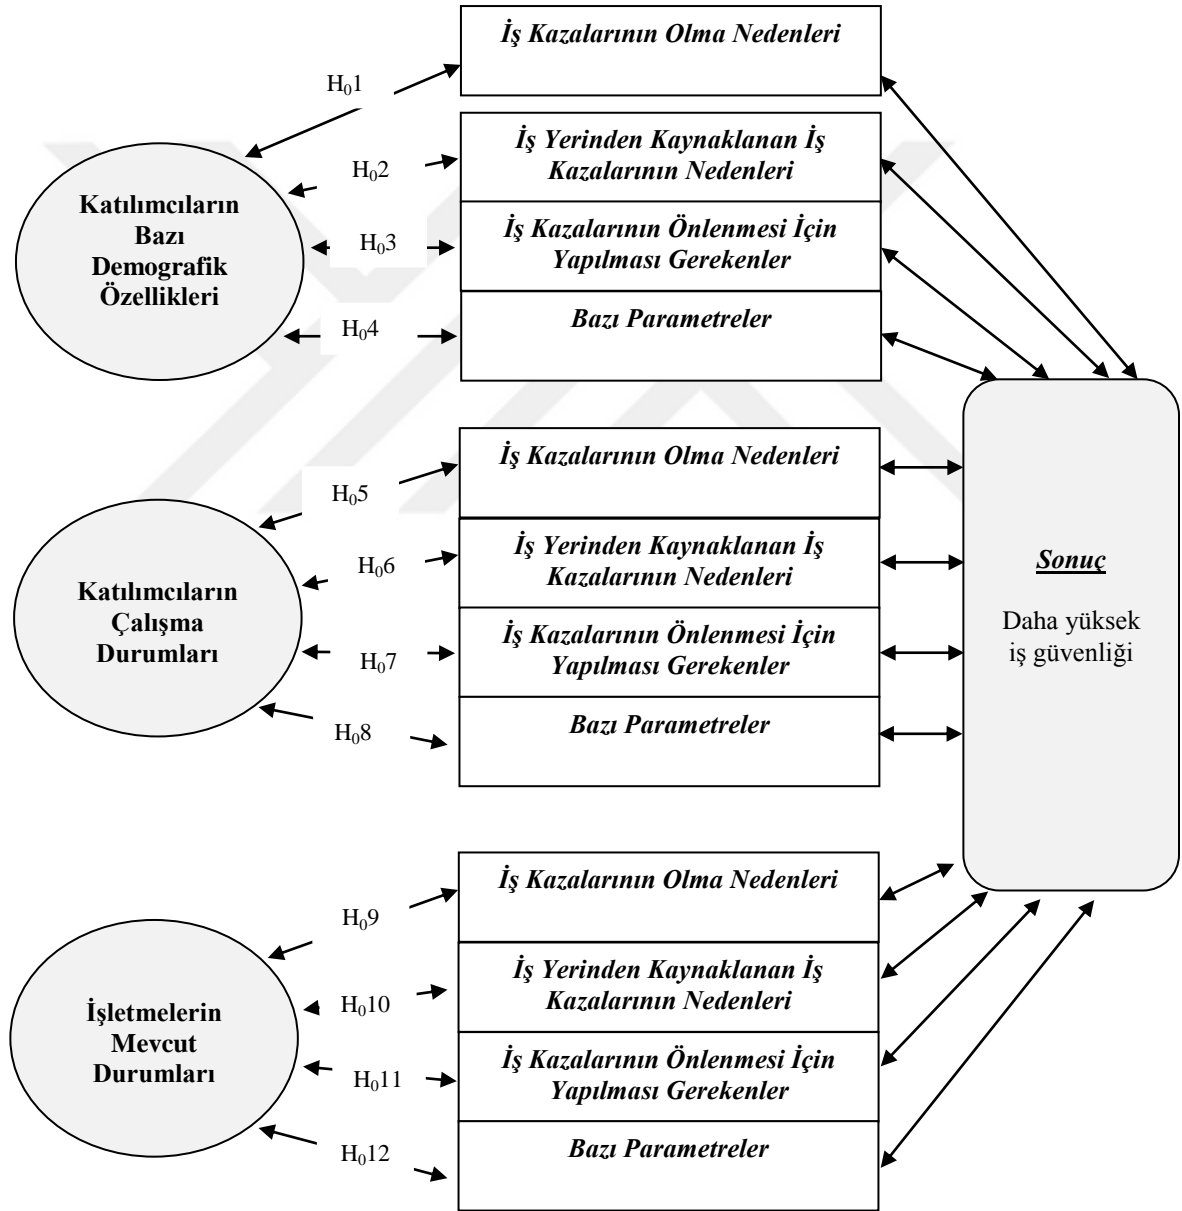 İş Kazalarının Olma Nedenleri
H₀1
İş Yerinden Kaynaklanan İş
Kazalarının Nedenleri
H₀2
Katılımcıların
Bazı
Demografik
Özellikleri
İş Kazalarının Önlenmesi İçin
Yapılması Gerekenler
H₀3
Bazı Parametreler
H₀4
İş Kazalarının Olma Nedenleri
H₀5
İş Yerinden Kaynaklanan İş
Kazalarının Nedenleri
H₀6
Katılımcıların
Çalışma
Durumları
İş Kazalarının Önlenmesi İçin
Yapılması Gerekenler
H₀7
Bazı Parametreler
H₀8
Sonuç
Daha yüksek
iş güvenliği
İş Kazalarının Olma Nedenleri
H₀9
İş Yerinden Kaynaklanan İş
Kazalarının Nedenleri
H₀10
İşletmelerin
Mevcut
Durumları
İş Kazalarının Önlenmesi İçin
Yapılması Gerekenler
H₀11
Bazı Parametreler
H₀12